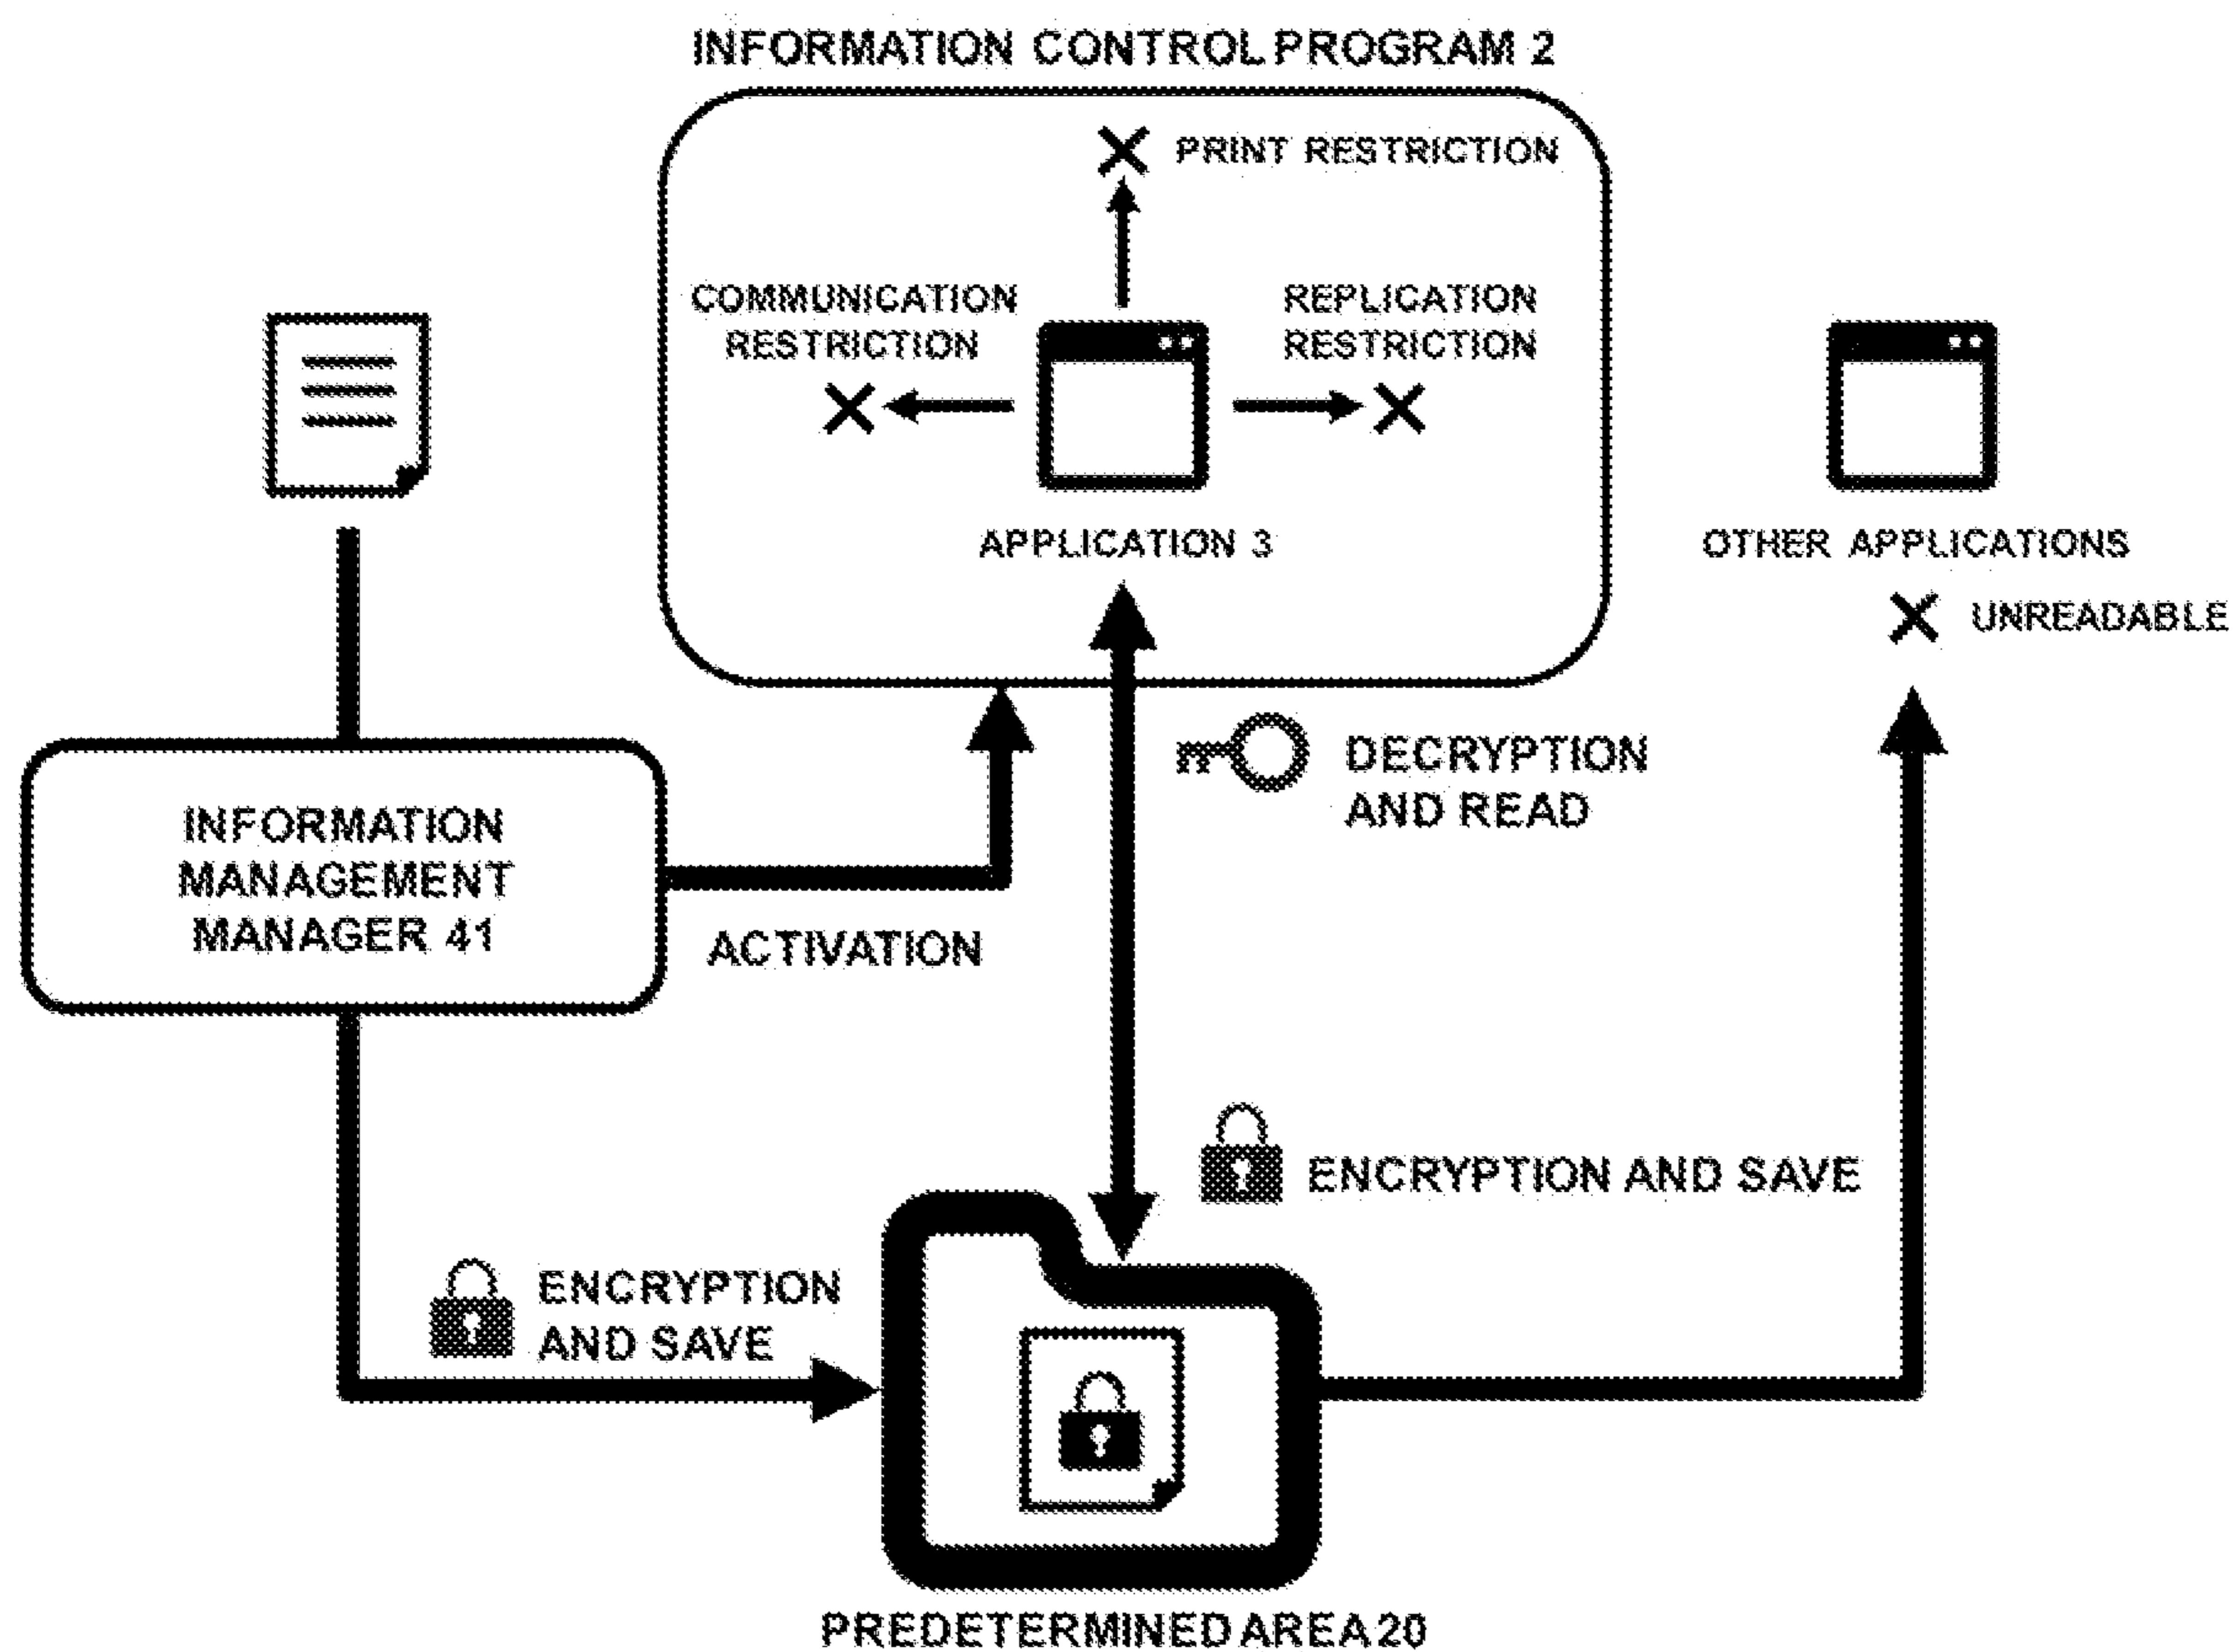 INFORMATION CONTROL PROGRAM 2
PRINT RESTRICTION
COMMUNICATION
RESTRICTION
REPLICATION
RESTRICTION
APPLICATION 3
OTHER APPLICATIONS
UNREADABLE
DECRYPTION
AND READ
INFORMATION
MANAGEMENT
MANAGER 41
ACTIVATION
ENCRYPTION AND SAVE
ENCRYPTION
AND SAVE
PREDETERMINED AREA 20